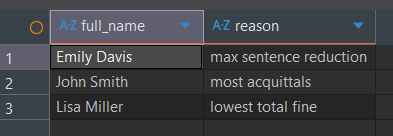 A-Z full_name A-Z reason
1 Emily Davis max sentence reduction
2 John Smith most acquittals
3 Lisa Miller lowest total fine